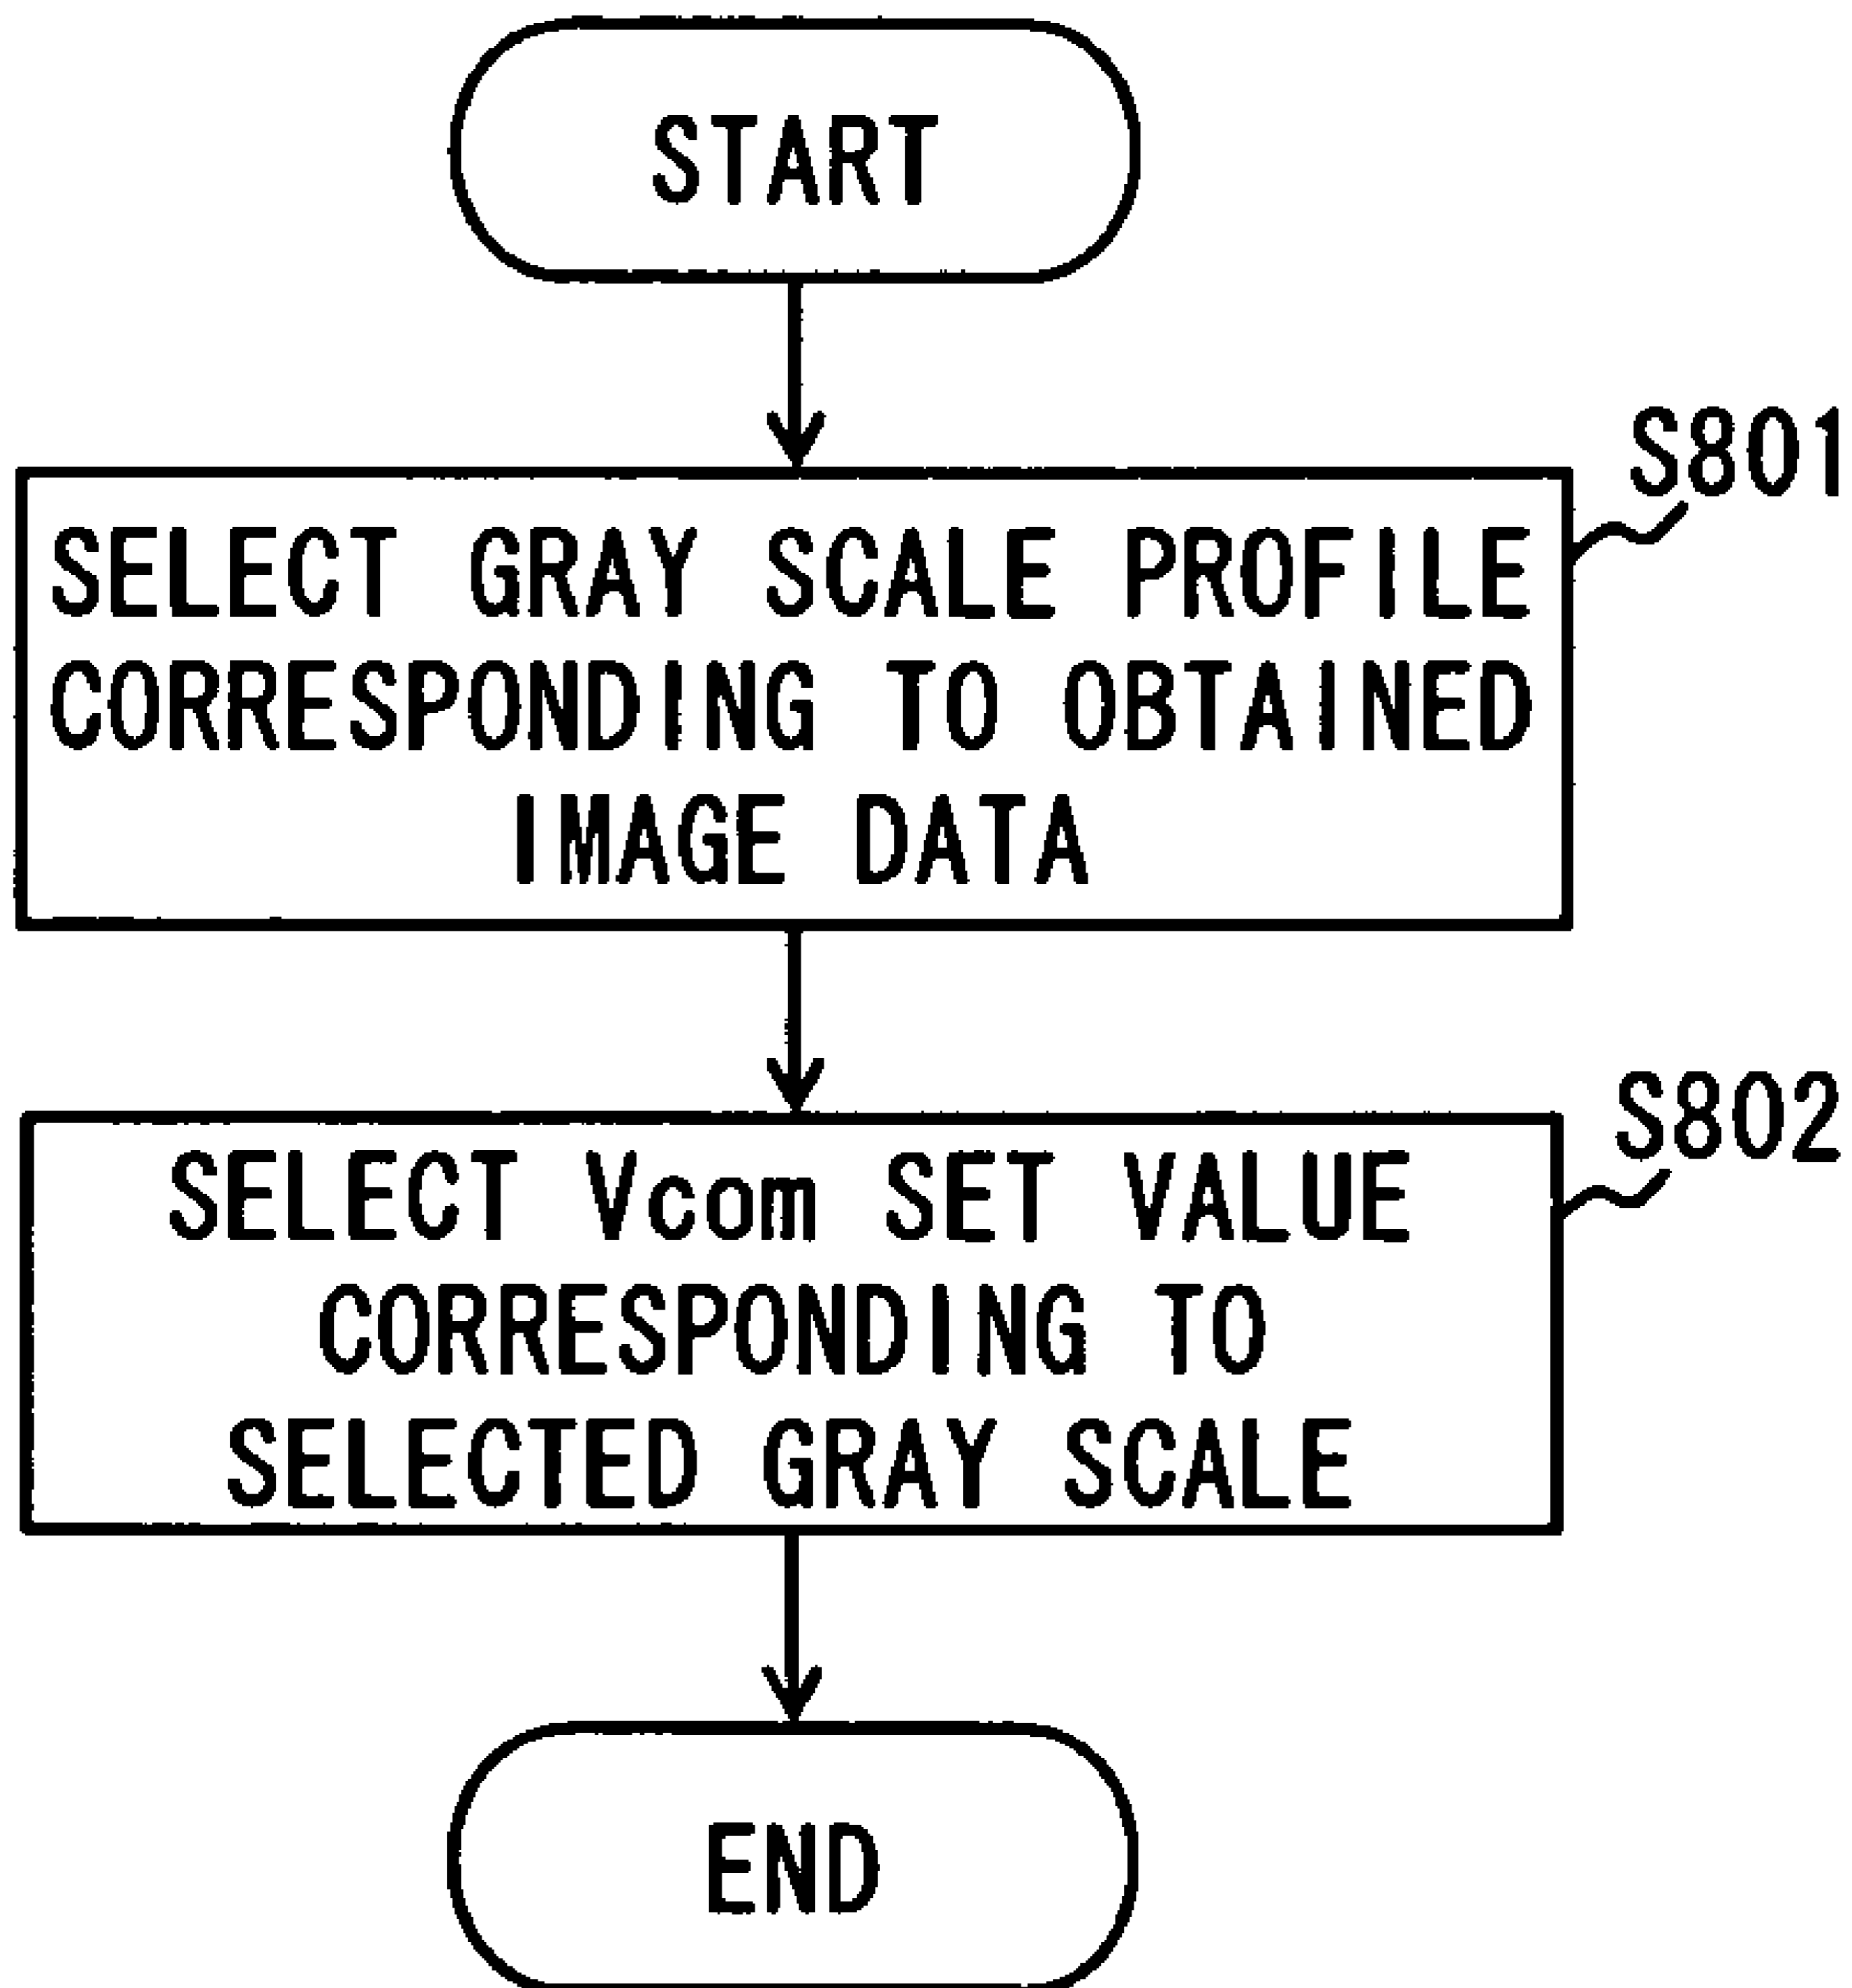 START
S801
SELECT GRAY SCALE PROFILE
CORRESPONDING TO OBTAINED
IMAGE DATA
S802
SELECT Vcom SET VALUE
CORRESPONDING TO
SELECTED GRAY SCALE
END